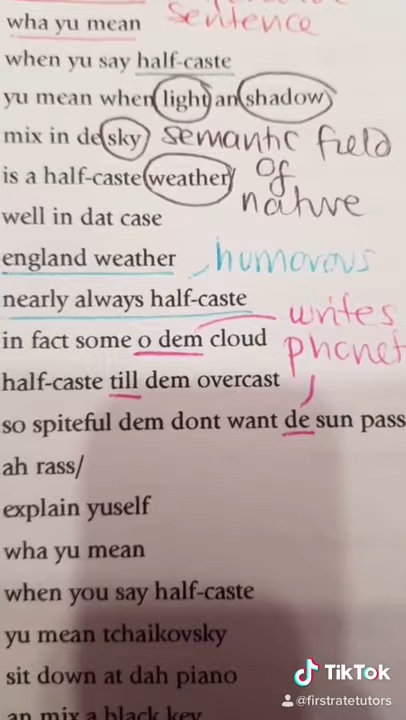 wha yu mean sentence
when yu say half-caste
yu mean when light an shadow
mix in de sky semantic field
is a half-caste weather of
nature
well in dat case
england weather humorous
nearly always half-caste
writes
in fact some o dem cloud
phonet
half-caste till dem overcast
so spiteful dem dont want de sun pass
ah rass/
explain yuself
wha yu mean
when you say half-caste
yu mean tchaikovsky
sit down at dah piano
an mix a black key
TikTok
@firstratetutors